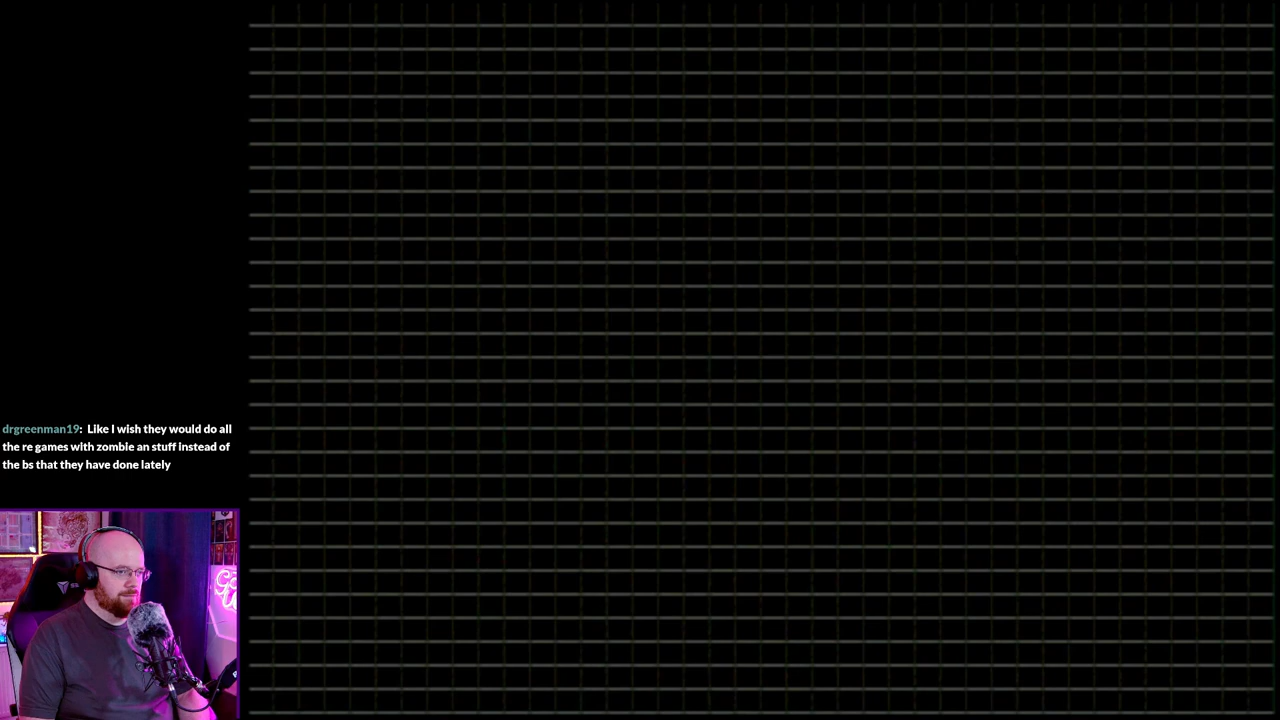 drgreenman19: Like I wish they would do all
the re games with zombie an stuff instead of
the bs that they have done lately